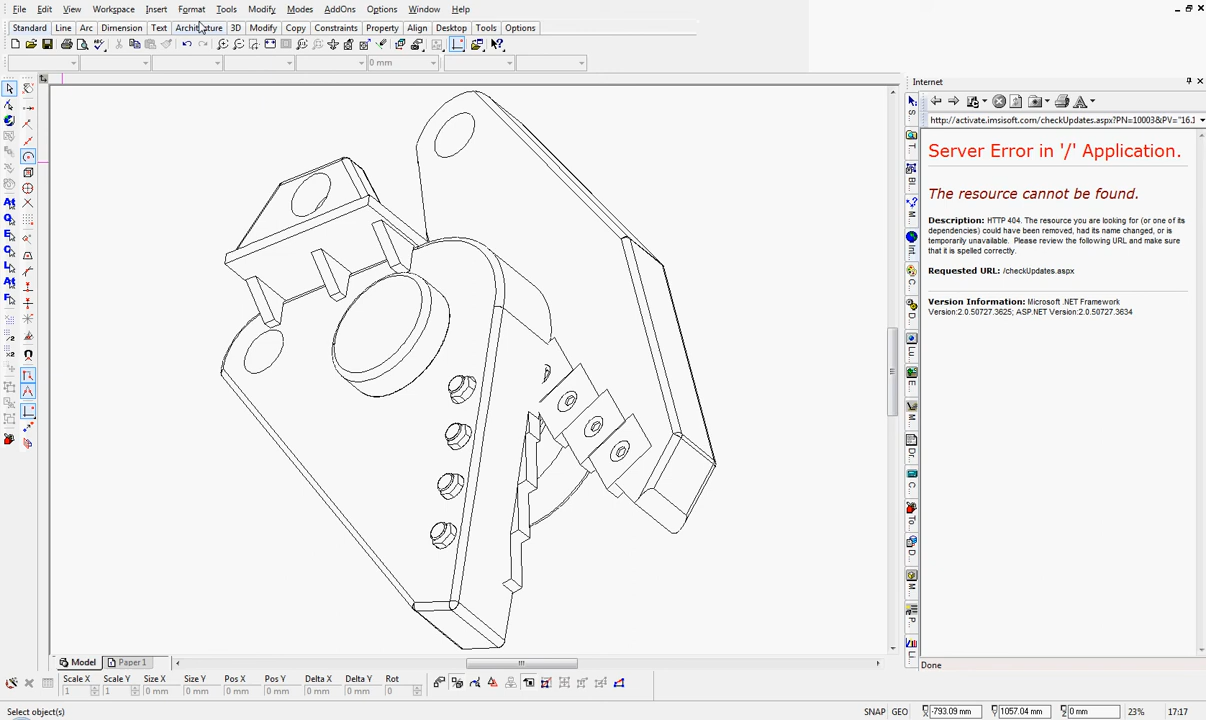 File Edit View Workspace Insert Format Tools Modify Modes AddOns Options Window Help
Standard Line Arc Dimension Text Architecture 3D Modify Copy Constraints Property Align Desktop Tools Options
0 mm
Internet
http://activate.imsisoft.com/checkUpdates.aspx?PN=10003&PV="16.1
Server Error in '/' Application.
The resource cannot be found.
Description: HTTP 404. The resource you are looking for (or one of its
dependencies) could have been removed, had its name changed, or is
temporarily unavailable. Please review the following URL and make sure
that it is spelled correctly.
Requested URL: /checkUpdates.aspx
Version Information: Microsoft .NET Framework
Version:2.0.50727.3625; ASP.NET Version:2.0.50727.3634
Model Paper 1
Done
Scale X Scale Y Size X Size Y Pos X Pos Y Delta X Delta Y Rot
1 1 0 mm 0 mm 0 mm 0 mm 0 mm 0 mm 0
Select object(s)
SNAP GEO X -793.09 mm Y 1057.04 mm Z 0 mm 23% 17:17